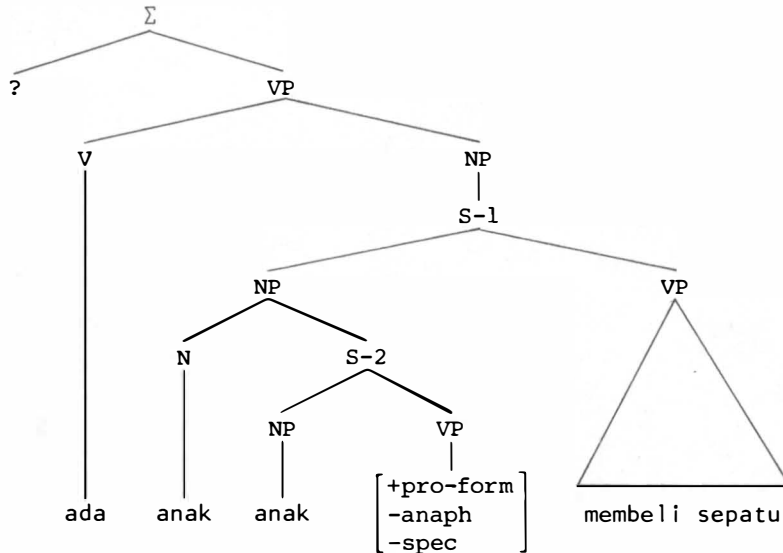 Σ
? VP
V NP
S-1
NP VP
N S-2
NP VP
[+pro-form
-anaph
-spec]
ada anak anak membeli sepatu